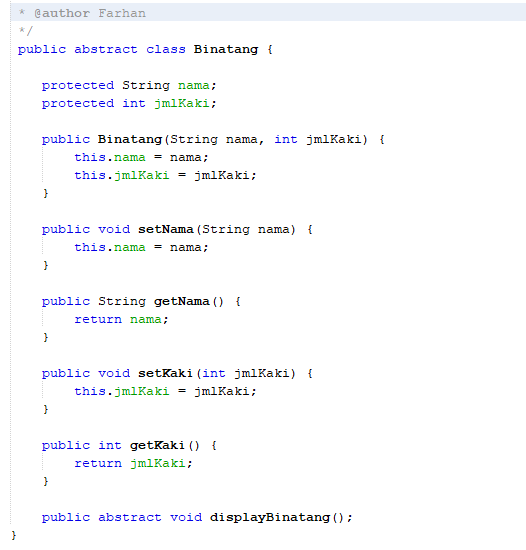 * @author Farhan
*/
public abstract class Binatang {
protected String nama;
protected int jmlKaki;
public Binatang(String nama, int jmlKaki) {
this.nama = nama;
this.jmlKaki = jmlKaki;
}
public void setNama(String nama) {
this.nama = nama;
}
public String getNama() {
return nama;
}
public void setKaki(int jmlKaki) {
this.jmlKaki = jmlKaki;
}
public int getKaki() {
return jmlKaki;
}
public abstract void displayBinatang();
}